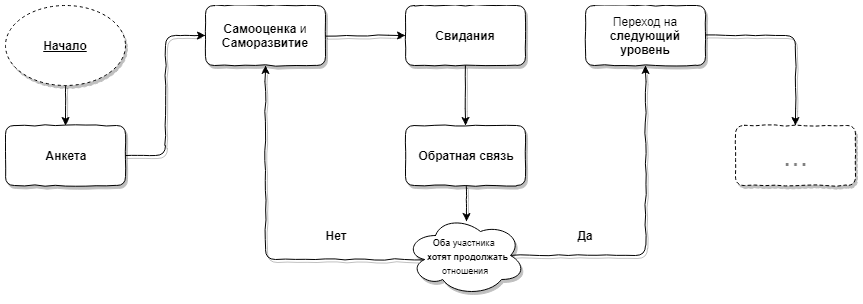 Начало
Анкета
Самооценка и
Саморазвитие
Свидания
Обратная связь
Оба участника
хотят продолжать
отношения
Нет
Да
Переход на
следующий
уровень
...